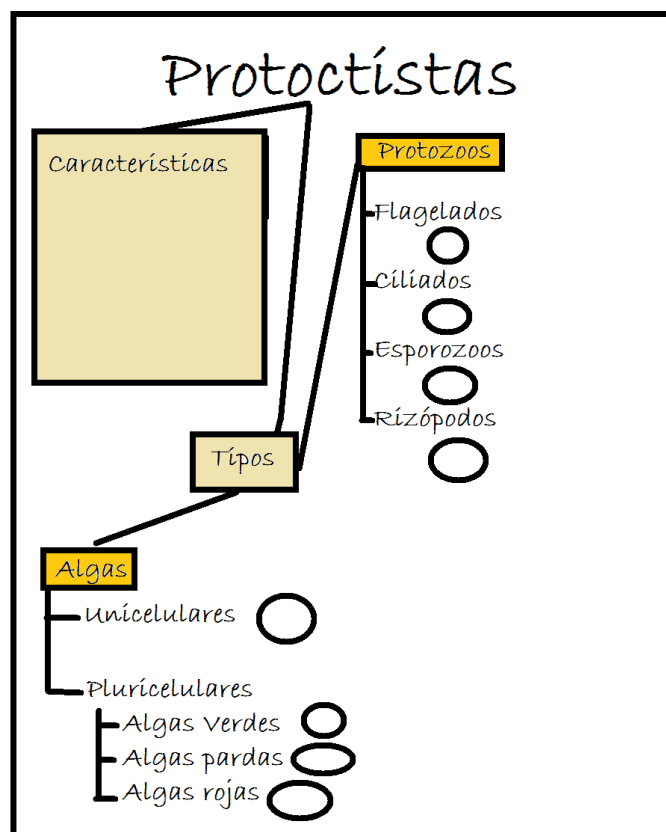 Protoctistas
Características
Protozoos
Flagelados
Ciliados
Esporozoos
Rizópodos
Tipos
Algas
Unicelulares
Pluricelulares
Algas Verdes
Algas pardas
Algas rojas